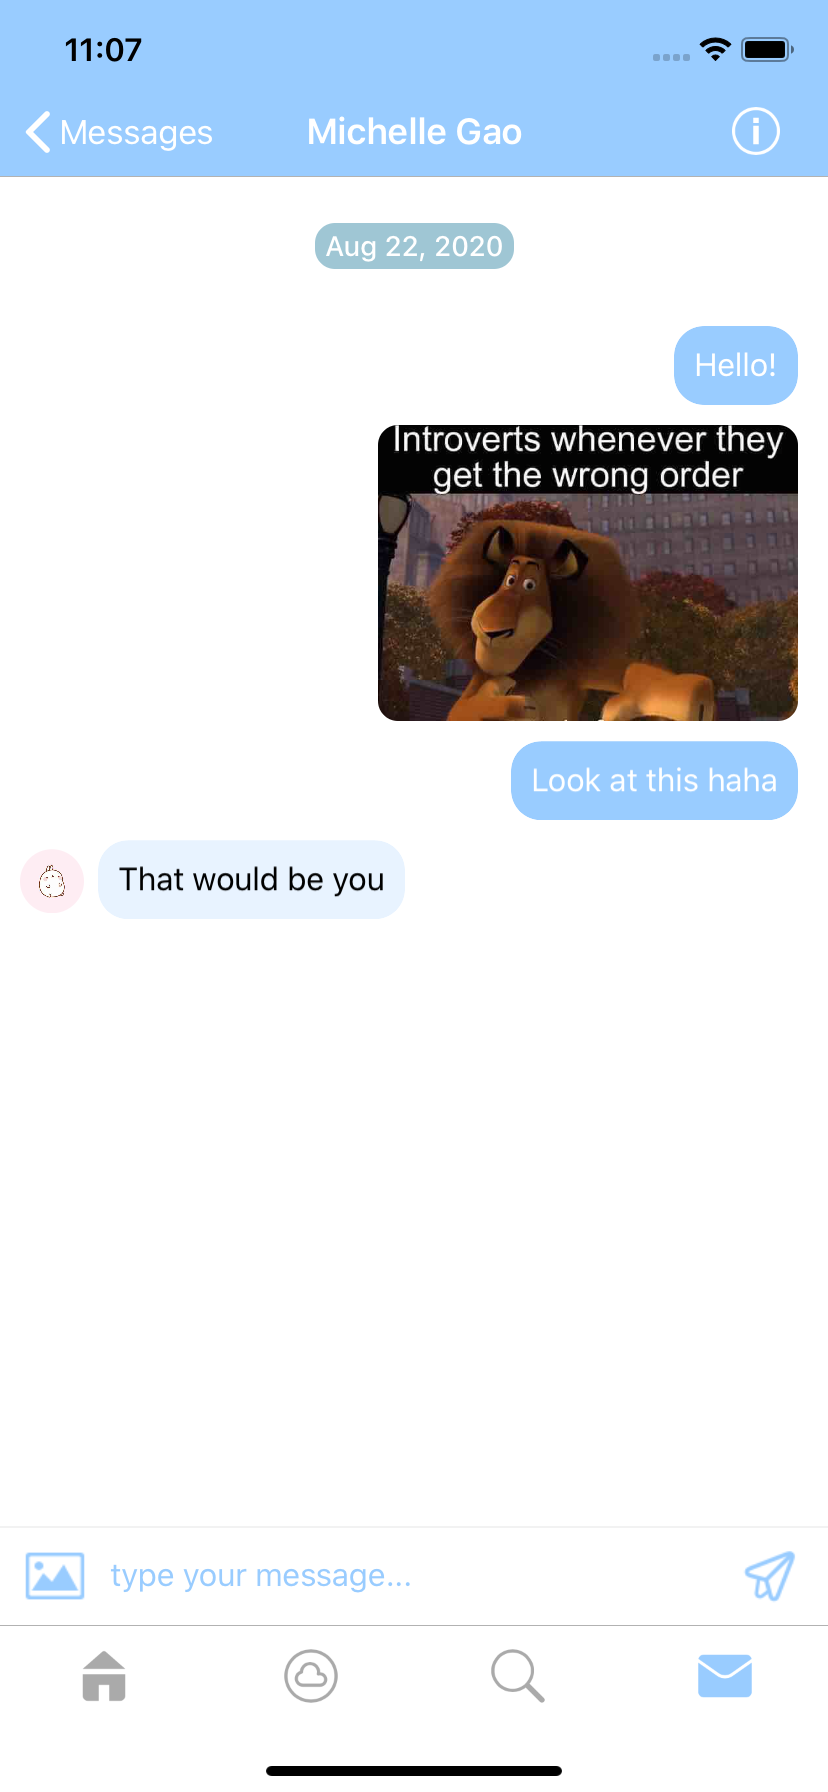 11:07
Messages
Michelle Gao
Aug 22, 2020
Hello!
Introverts whenever they
get the wrong order
Look at this haha
That would be you
type your message...